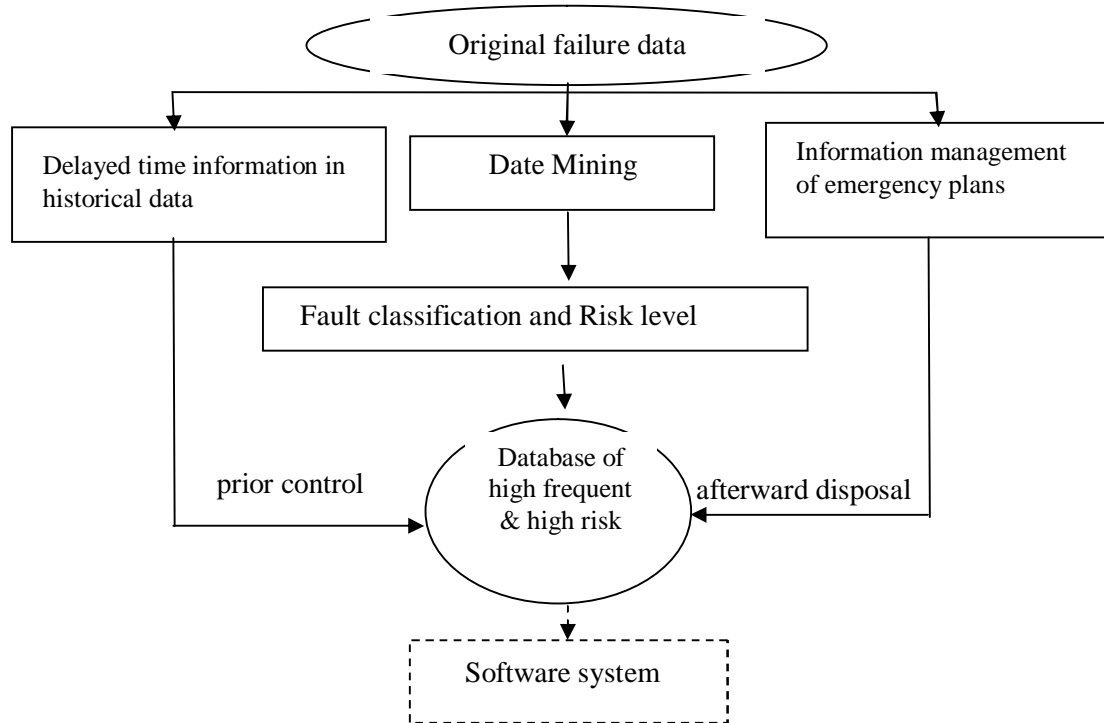 Original failure data
Delayed time information in
historical data
Date Mining
Information management
of emergency plans
Fault classification and Risk level
Database of
high frequent
& high risk
prior control
afterward disposal
Software system